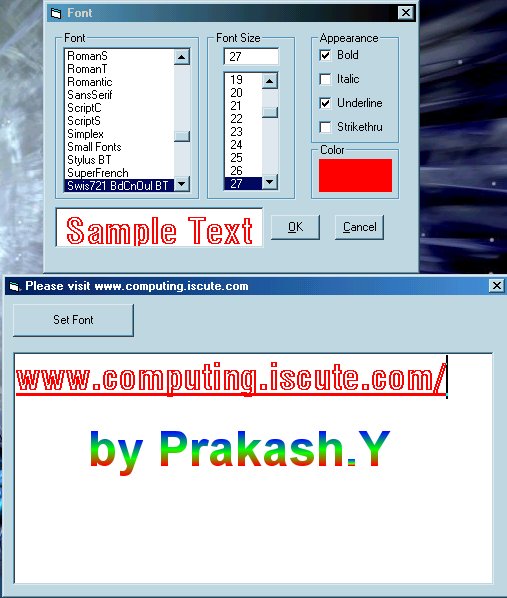 Font
Font
RomanS
RomanT
Romantic
SansSerif
ScriptC
ScriptS
Simplex
Small Fonts
Stylus BT
SuperFrench
Swis721 BdCnOul BT
Font Size
27
19
20
21
22
23
24
25
26
27
Appearance
Bold
Italic
Underline
Strikethru
Color
Sample Text
OK
Cancel
Please visit www.computing.iscute.com
Set Font
www.computing.iscute.com/
by Prakash.Y